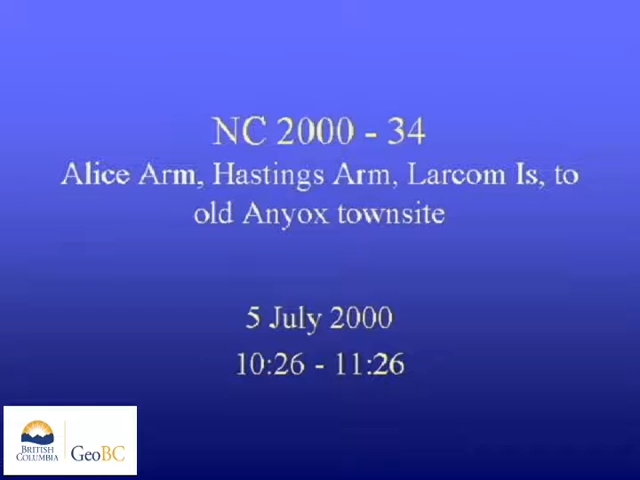 NC 2000 - 34
Alice Arm, Hastings Arm, Larcom Is, to
old Anyox townsite
5 July 2000
10:26 - 11:26
BRITISH
COLUMBIA
GeoBC